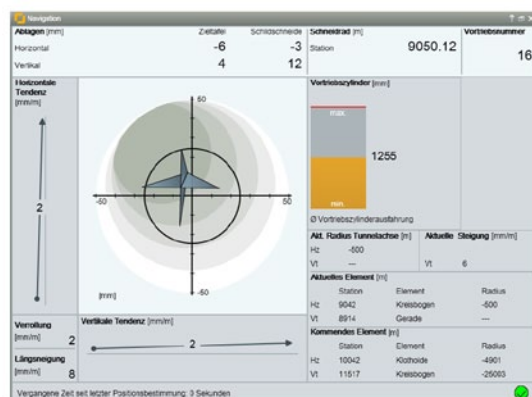 Navigation
Ablagen [mm] Zieltafel Schildschneide
Horizontal -6 -3
Vertikal 4 12
Schneidrad [m]
Station 9050.12
Vortriebsnummer
16
Horizontale
Tendenz
[mm/m]
2
50
-50 50
-50
[mm]
Vortriebszylinder [mm]
max.
1255
min.
Ø Vortriebszylinderausfahrung
Akt. Radius Tunnelachse [m]
Hz -500
Vt ---
Aktuelle Steigung [mm/m]
Vt 6
Aktuelles Element [m]
Station Element Radius
Hz 9042 Kreisbogen -500
Vt 8914 Gerade ---
Kommendes Element [m]
Station Element Radius
Hz 10042 Klothoide -4901
Vt 11517 Kreisbogen -25003
Verrollung
[mm/m] 2
Längsneigung
[mm/m] 8
Vertikale Tendenz [mm/m]
2
Vergangene Zeit seit letzter Positionsbestimmung: 3 Sekunden